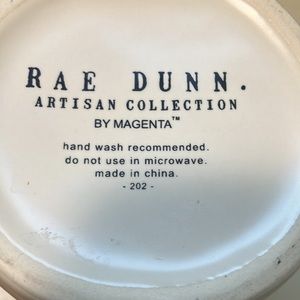 RAE DUNN.
ARTISAN COLLECTION
BY MAGENTA™
hand wash recommended.
do not use in microwave.
made in china.
- 202 -